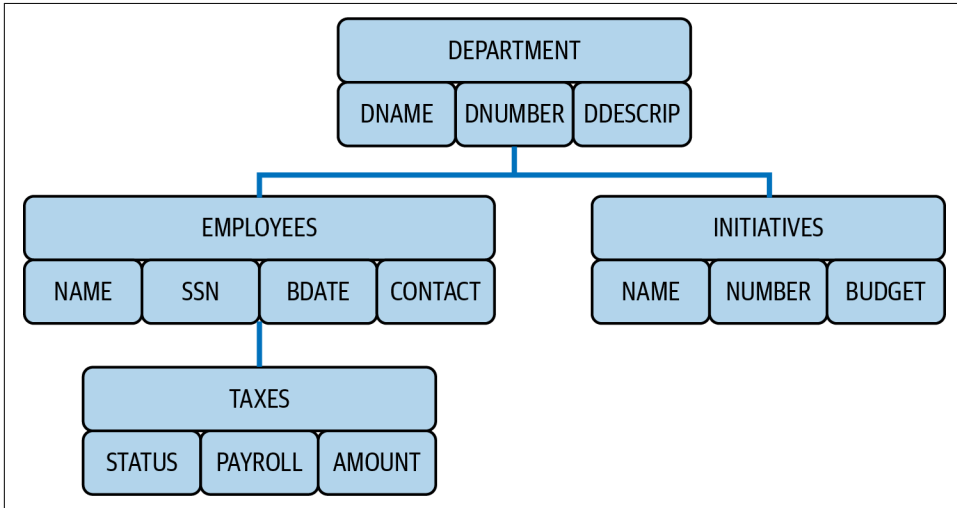 DEPARTMENT
DNAME DNUMBER DDESCRIP
EMPLOYEES
NAME SSN BDATE CONTACT
INITIATIVES
NAME NUMBER BUDGET
TAXES
STATUS PAYROLL AMOUNT